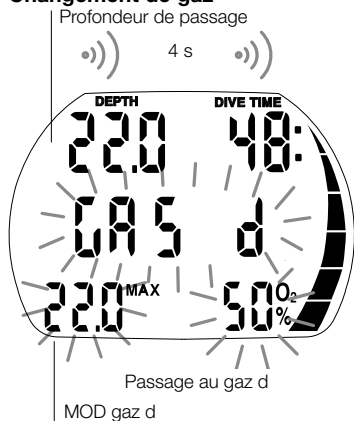 Changement de gaz
Profondeur de passage
4 s
DEPTH DIVE TIME
22.0 48:
GAS d
22.0 MAX 50 O2 %
Passage au gaz d
MOD gaz d